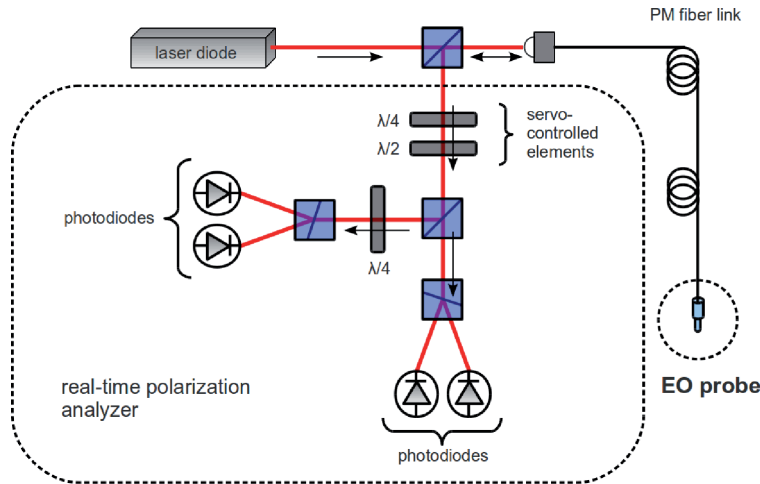 PM fiber link
laser diode
λ/4
λ/2
servo-
controlled
elements
photodiodes
λ/4
real-time polarization
analyzer
EO probe
photodiodes